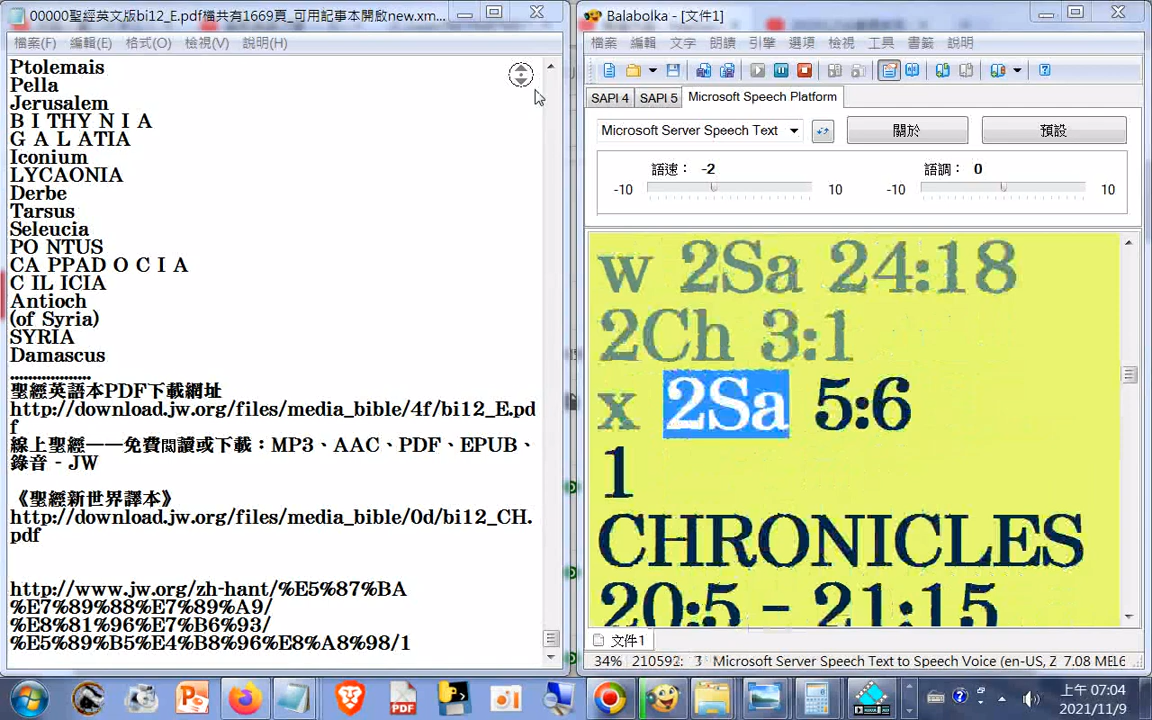 00000聖經英文版bi12_E.pdf檔共有1669頁_可用記事本開啟new.xm...
檔案(F) 編輯(E) 格式(O) 檢視(V) 說明(H)
Ptolemais
Pella
Jerusalem
B I THY N I A
G A L ATIA
Iconium
LYCAONIA
Derbe
Tarsus
Seleucia
PO NTUS
CA PPAD O C I A
C IL ICIA
Antioch
(of Syria)
SYRIA
Damascus
..................
聖經英語本PDF下載網址
http://download.jw.org/files/media_bible/4f/bi12_E.pd
f
線上聖經——免費閱讀或下載：MP3、AAC、PDF、EPUB、
錄音 - JW
《聖經新世界譯本》
http://download.jw.org/files/media_bible/0d/bi12_CH.
pdf
http://www.jw.org/zh-hant/%E5%87%BA
%E7%89%88%E7%89%A9/
%E8%81%96%E7%B6%93/
%E5%89%B5%E4%B8%96%E8%A8%98/1
Balabolka - [文件1]
檔案 編輯 文字 朗讀 引擎 選項 檢視 工具 書籤 說明
SAPI 4 SAPI 5 Microsoft Speech Platform
Microsoft Server Speech Text 關於 預設
語速： -2 語調： 0
-10 10 -10 10
w 2Sa 24:18
2Ch 3:1
x 2Sa 5:6
1
CHRONICLES
20:5 - 21:15
文件1
34% 210592: 7 Microsoft Server Speech Text to Speech Voice (en-US, Z 7.08 МБ
PDF
上午 07:04
2021/11/9